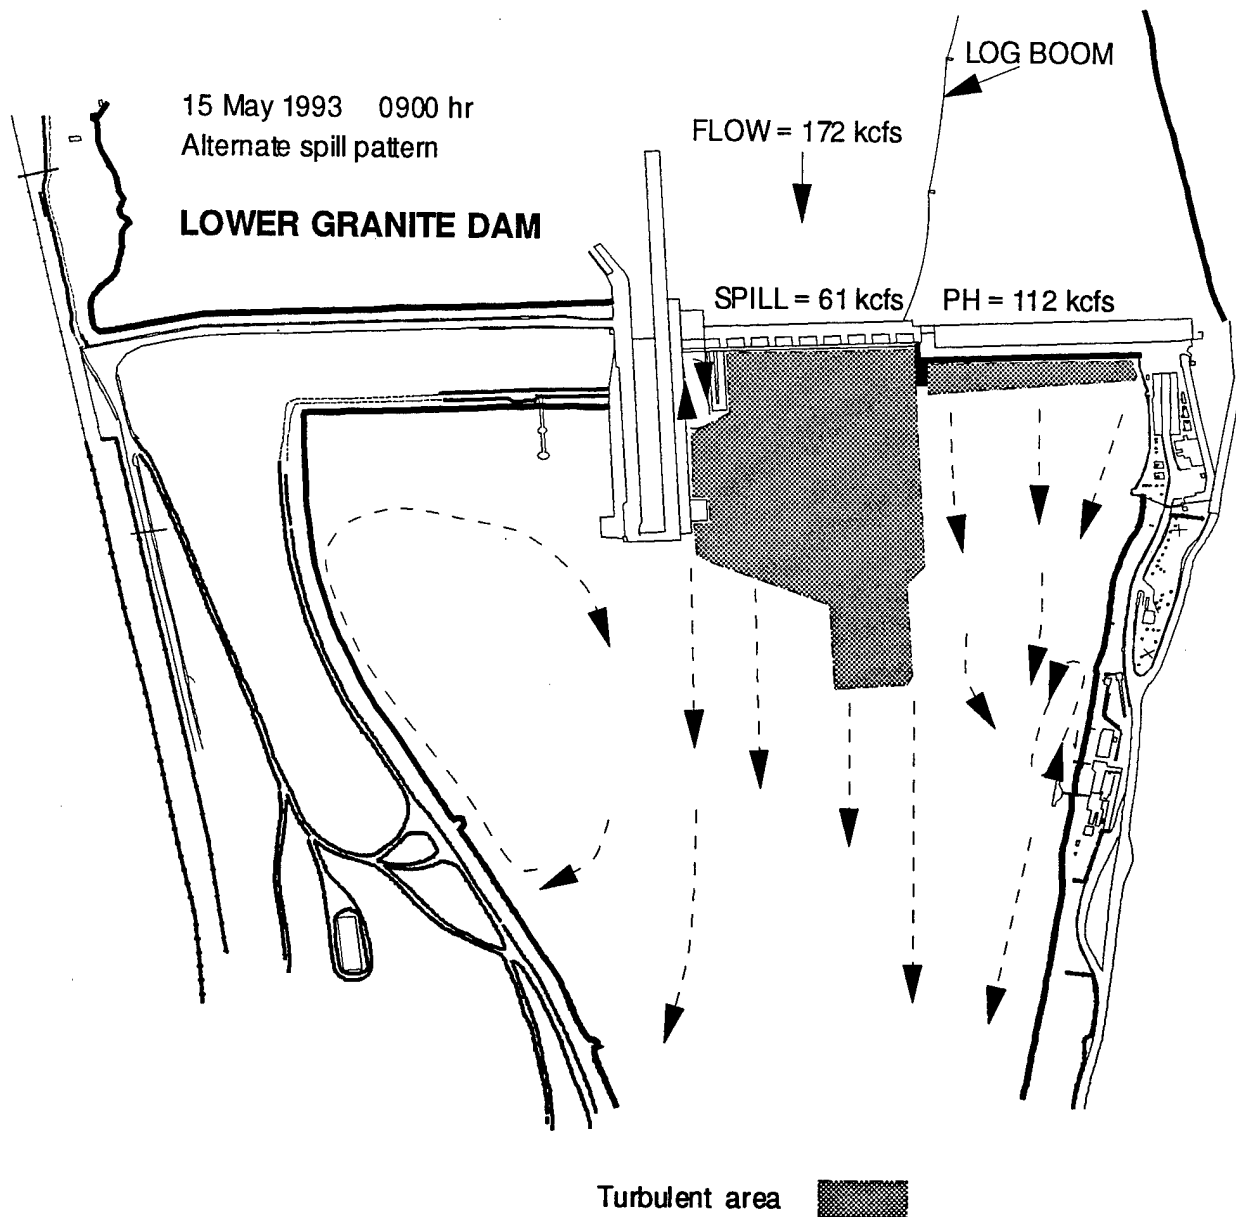 LOG BOOM
15 May 1993 0900 hr
FLOW = 172 kcfs
Alternate spill pattern
LOWER GRANITE DAM
SPILL = 61 kcfs PH = 112 kcfs
Turbulent area